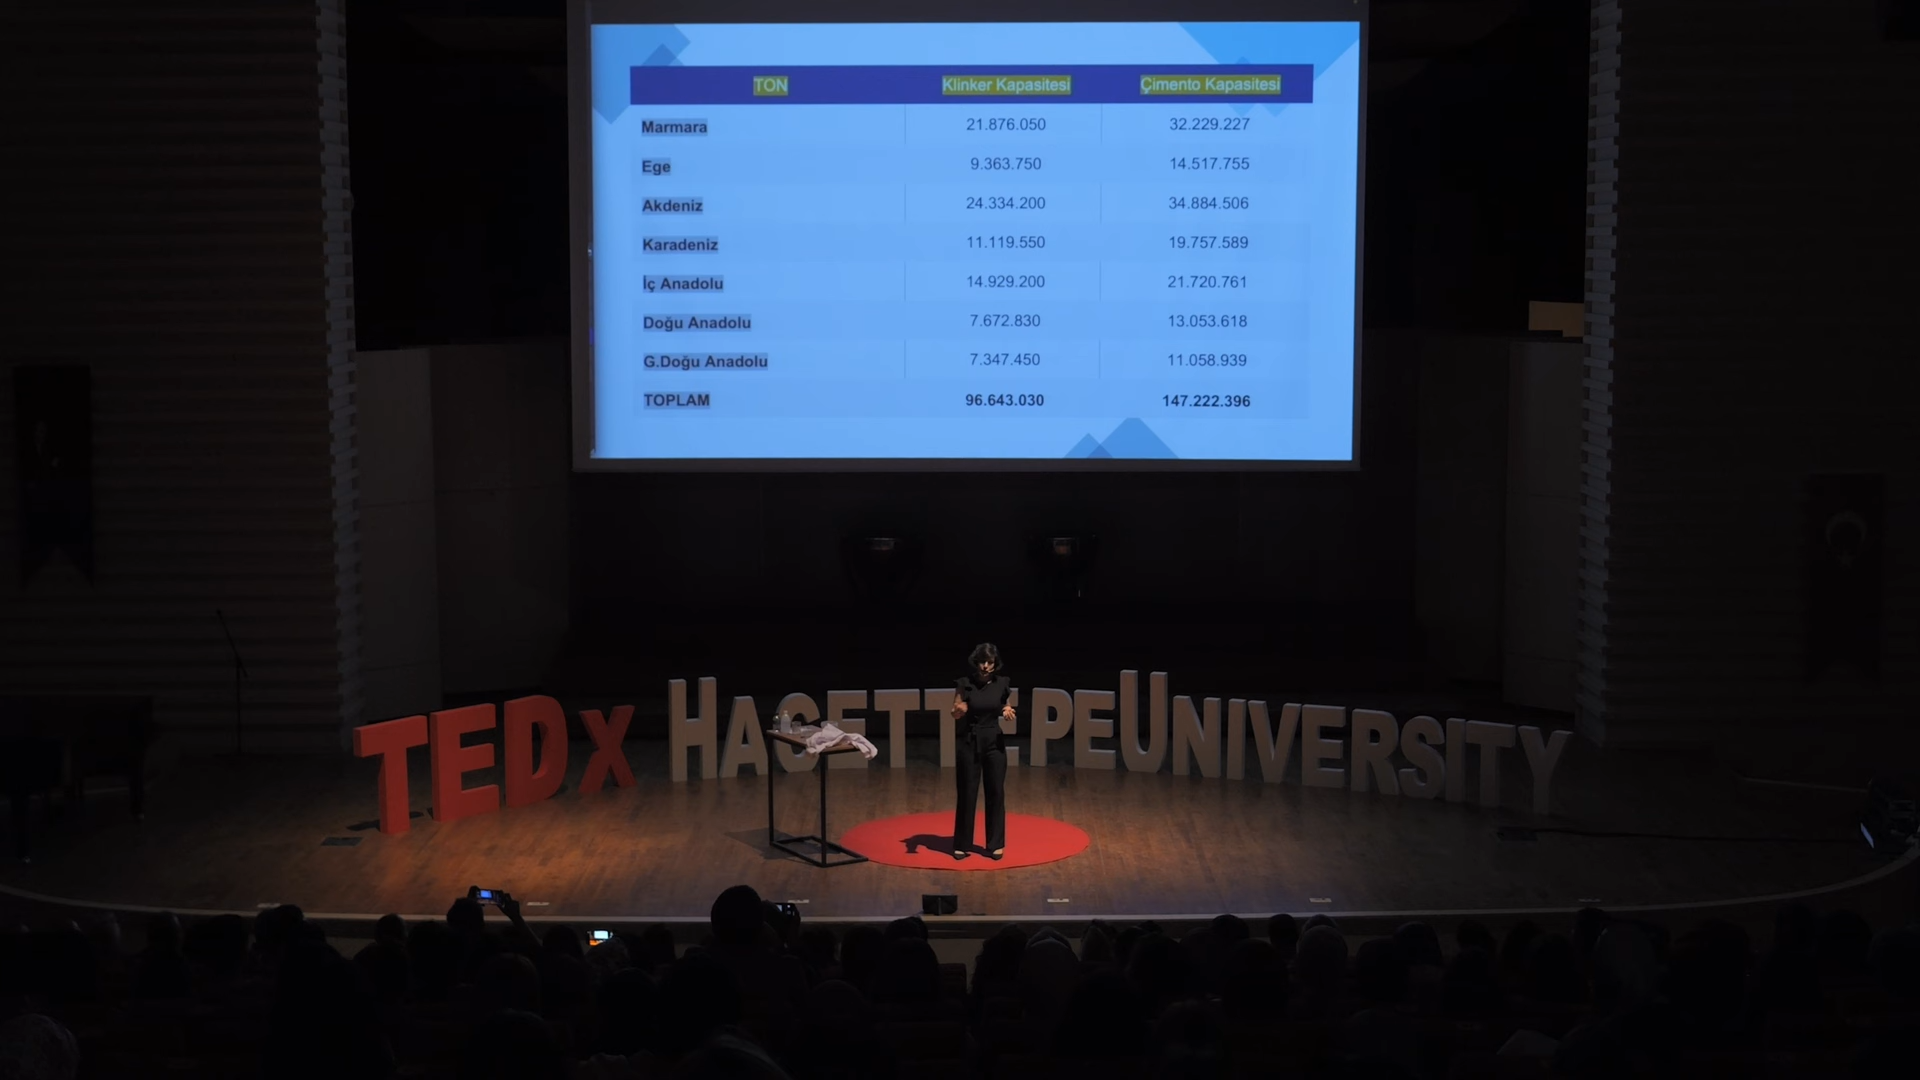 TON Klinker Kapasitesi Çimento Kapasitesi
Marmara 21.876.050 32.229.227
Ege 9.363.750 14.517.755
Akdeniz 24.334.200 34.884.506
Karadeniz 11.119.550 19.757.589
İç Anadolu 14.929.200 21.720.761
Doğu Anadolu 7.672.830 13.053.618
G.Doğu Anadolu 7.347.450 11.058.939
TOPLAM 96.643.030 147.222.396
TEDx HACETTEPE UNIVERSITY